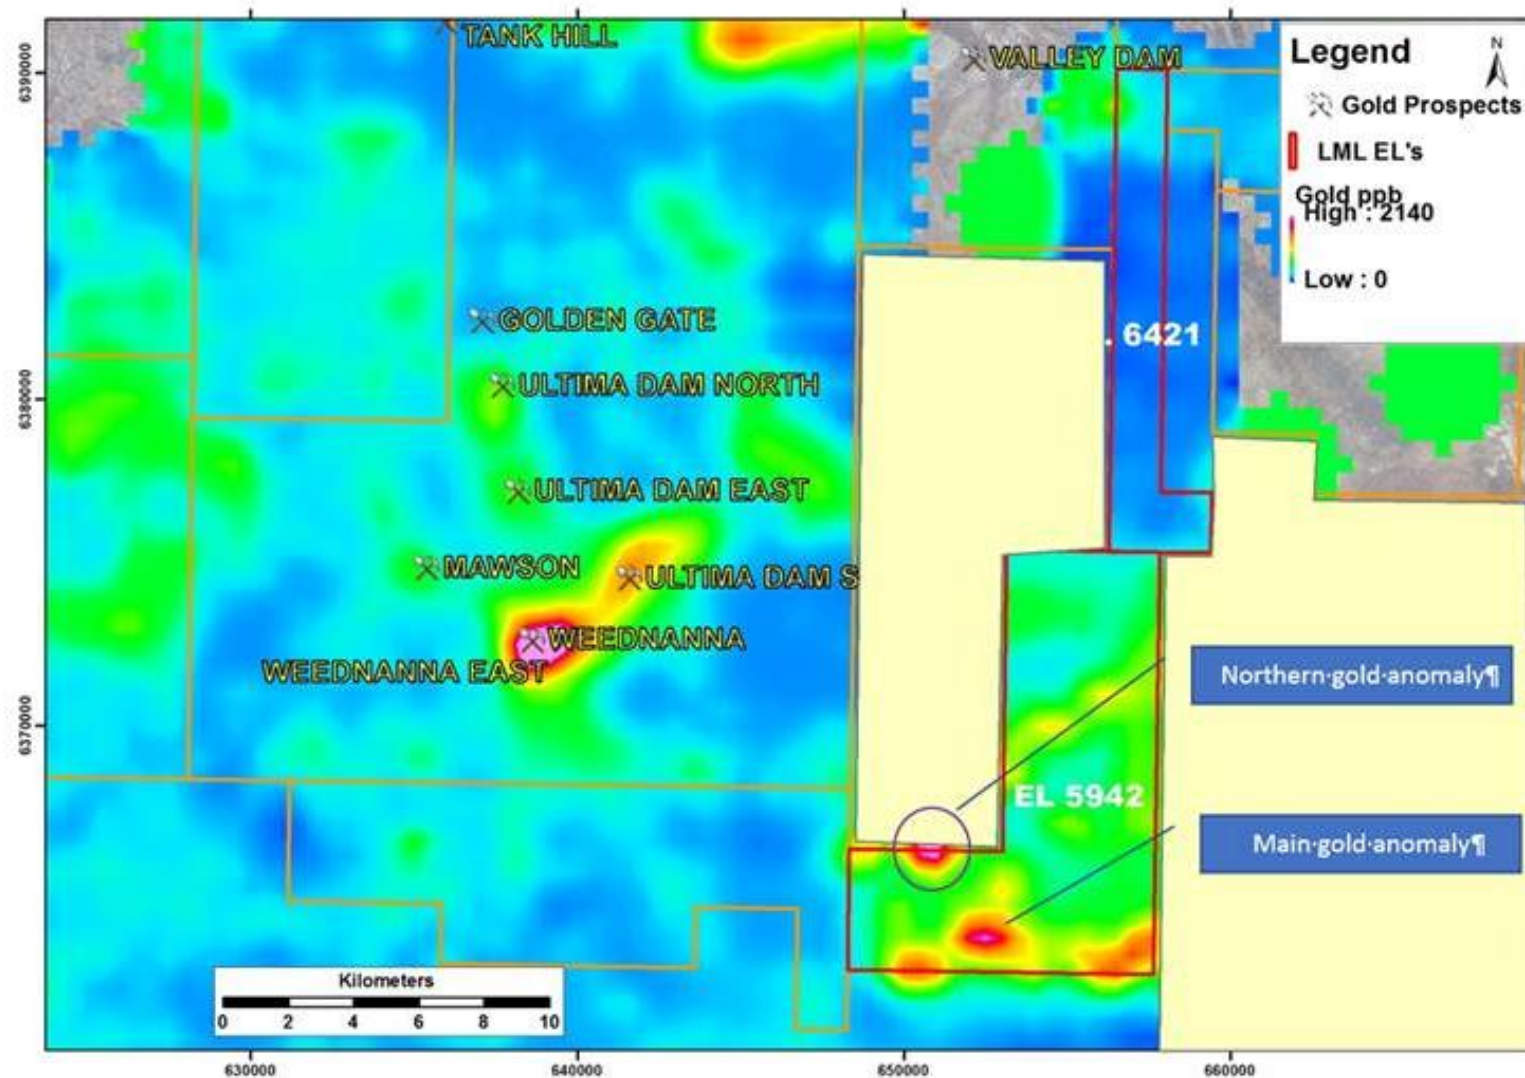 TANK HILL
VALLEY DAM
Legend
N
Gold Prospects
LML EL's
Gold ppb
High : 2140
Low : 0
6390000
GOLDEN GATE
. 6421
6380000
ULTIMA DAM NORTH
ULTIMA DAM EAST
MAWSON
ULTIMA DAM S
WEEDNANNA
WEEDNANNA EAST
Northern·gold·anomaly¶
6370000
EL 5942
Main·gold·anomaly¶
Kilometers
0 2 4 6 8 10
630000 640000 650000 660000